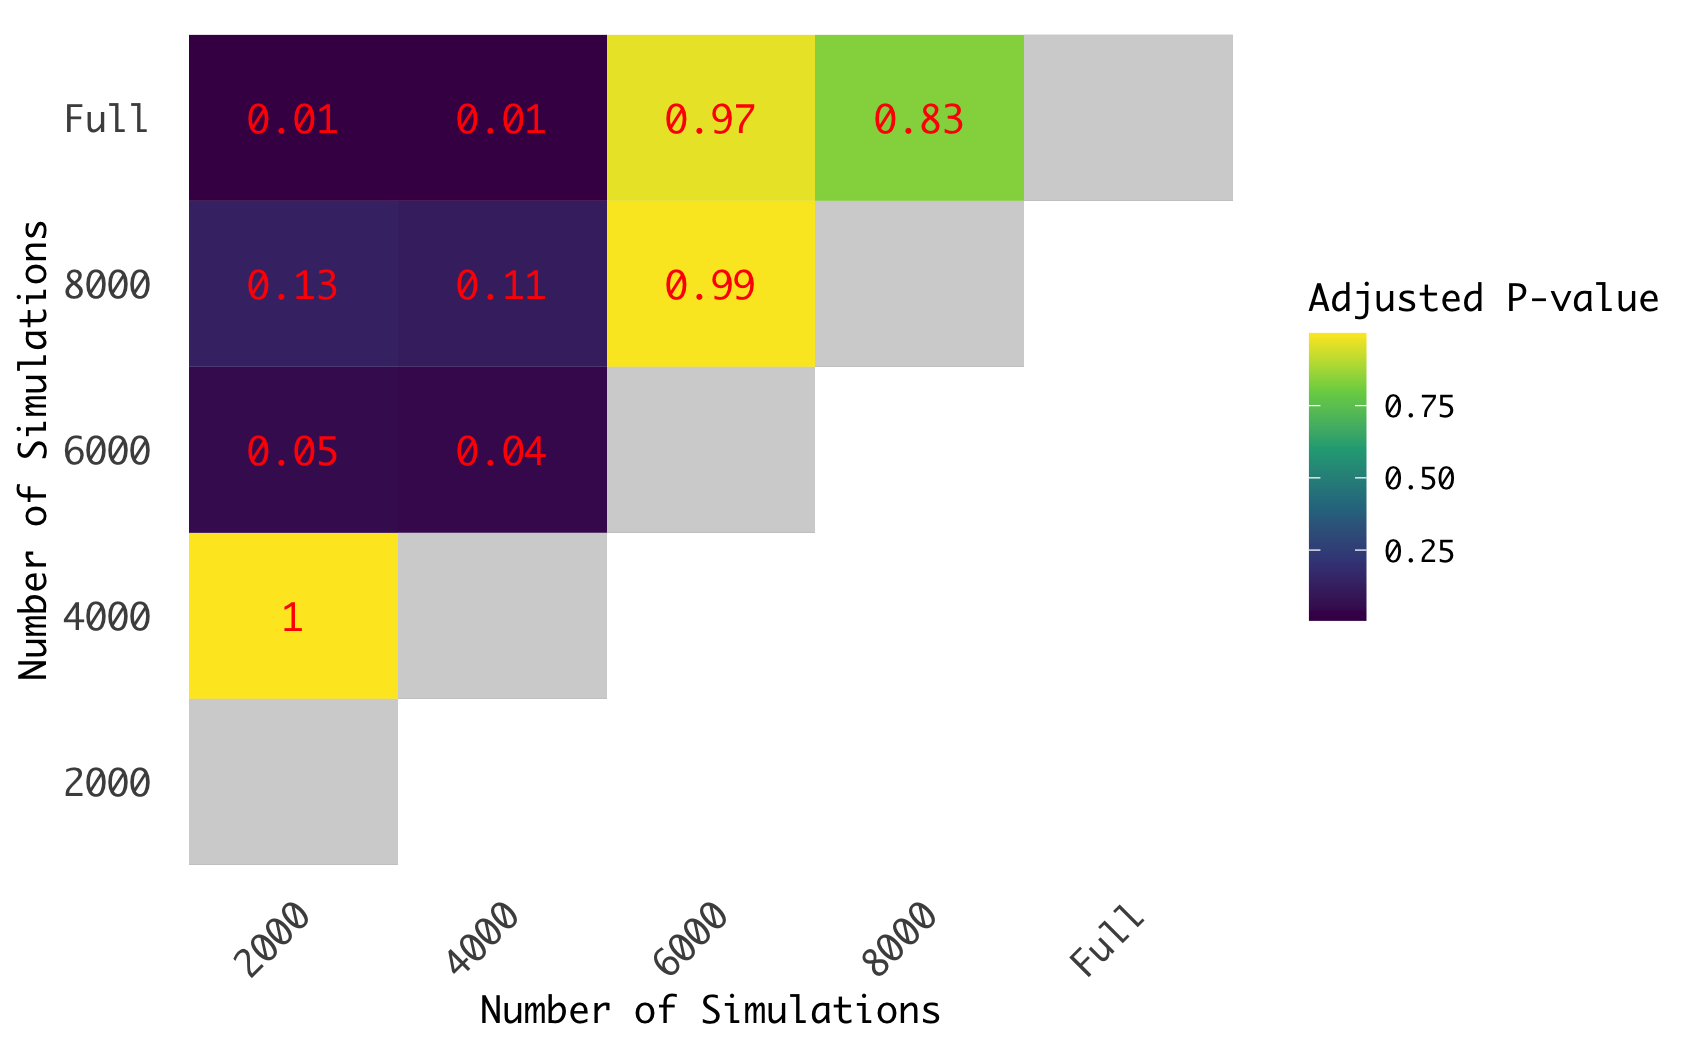 Full 0.01 0.01 0.97 0.83
8000 0.13 0.11 0.99
6000 0.05 0.04
4000 1
2000
2000 4000 6000 8000 Full
Number of Simulations
Number of Simulations
Adjusted P-value
0.75
0.50
0.25